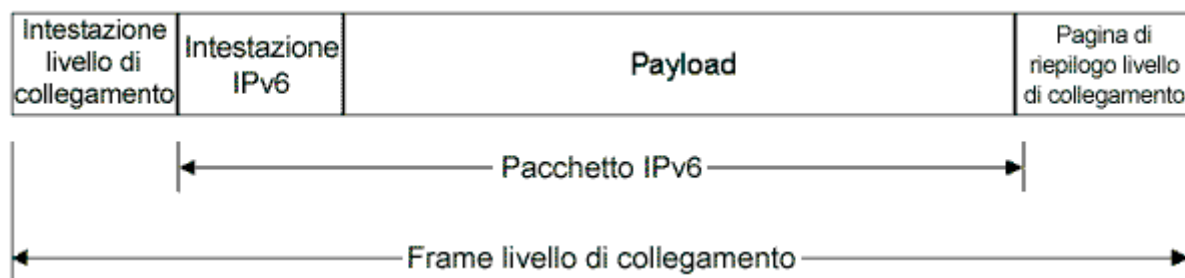 Intestazione
livello di
collegamento
Intestazione
IPv6
Payload
Pagina di
riepilogo livello
di collegamento
Pacchetto IPv6
Frame livello di collegamento